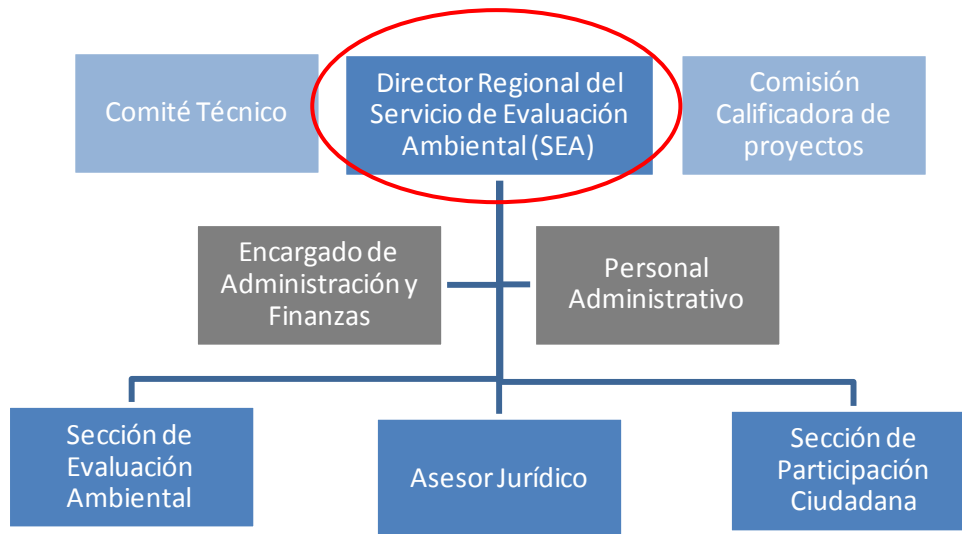 Comité Técnico
Director Regional del
Servicio de Evaluación
Ambiental (SEA)
Comisión
Calificadora de
proyectos
Encargado de
Administración y
Finanzas
Personal
Administrativo
Sección de
Evaluación
Ambiental
Asesor Jurídico
Sección de
Participación
Ciudadana